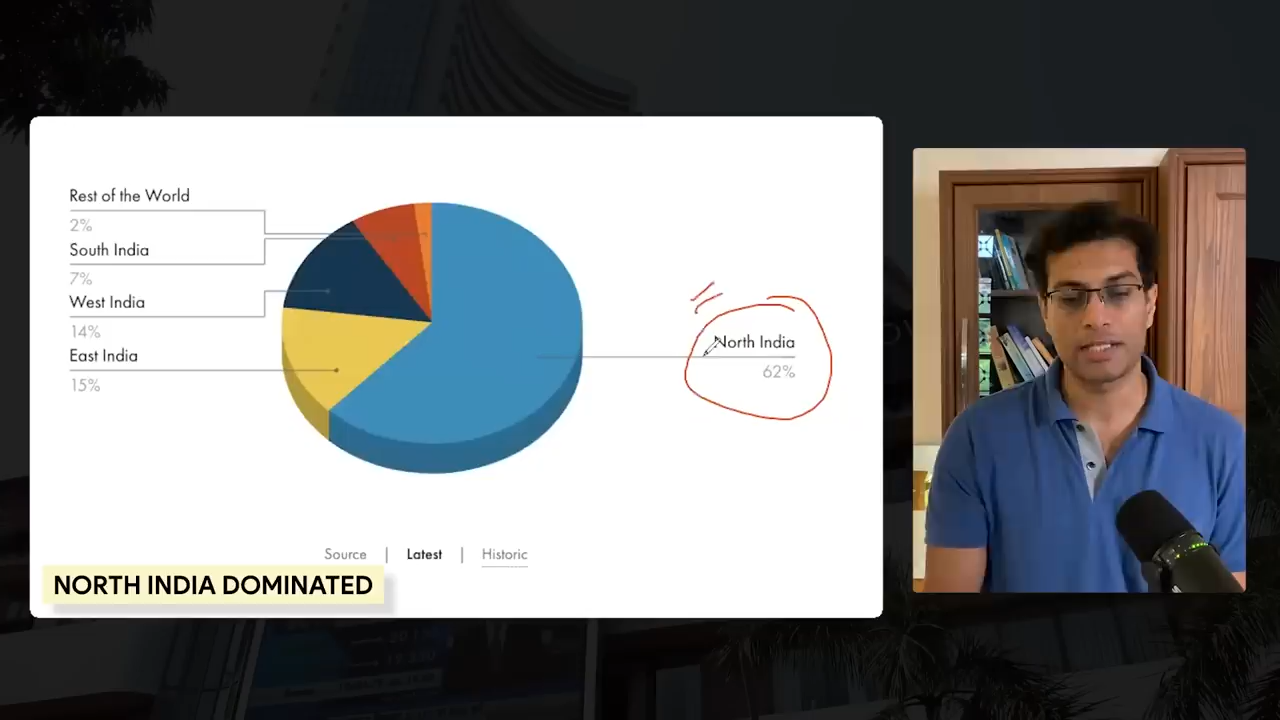 Rest of the World
2%
South India
7%
West India
14%
East India
15%
North India
62%
Source | Latest | Historic
NORTH INDIA DOMINATED